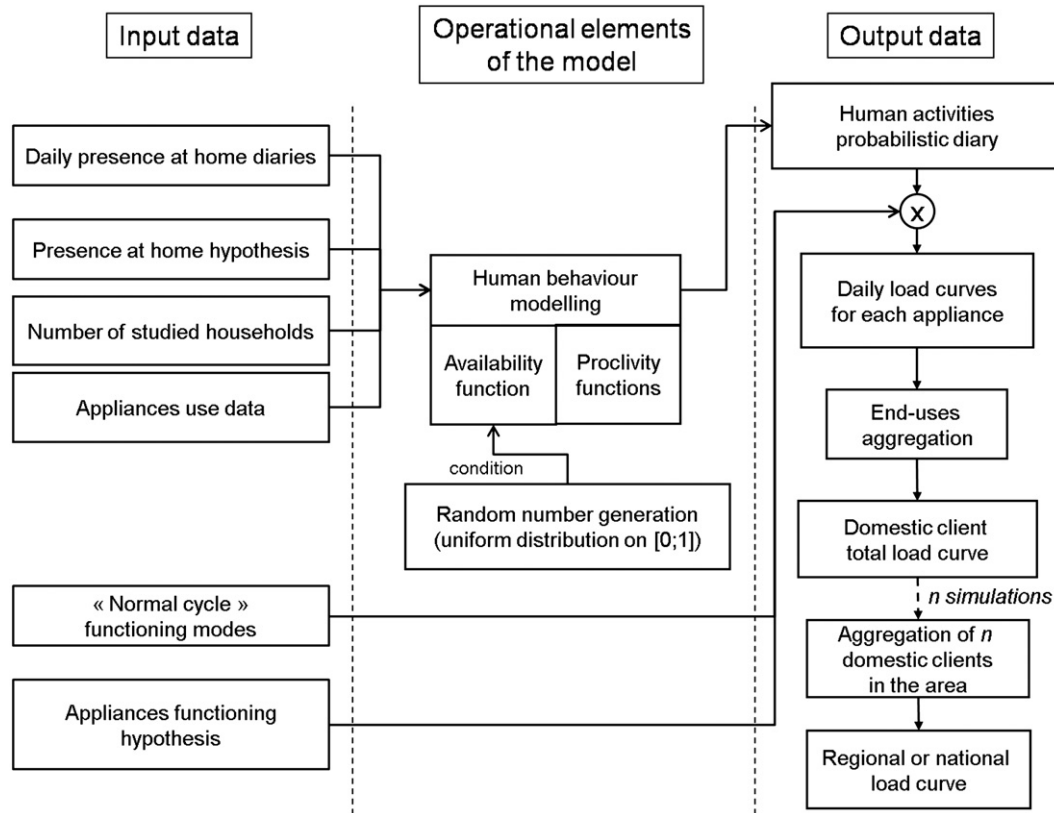 Input data
Operational elements
of the model
Output data
Daily presence at home diaries
Presence at home hypothesis
Number of studied households
Appliances use data
« Normal cycle »
functioning modes
Appliances functioning
hypothesis
Human behaviour
modelling
Availability
function
Proclivity
functions
condition
Random number generation
(uniform distribution on [0;1])
Human activities
probabilistic diary
x
Daily load curves
for each appliance
End-uses
aggregation
Domestic client
total load curve
n simulations
Aggregation of n
domestic clients
in the area
Regional or national
load curve